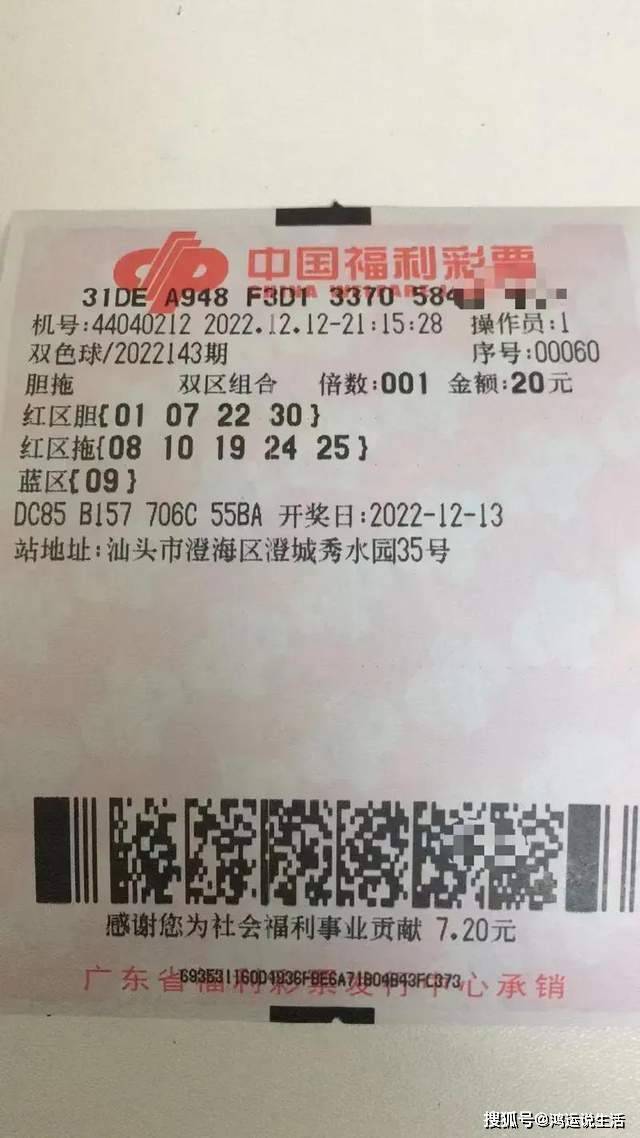 中国福利彩票
31DE A948 F3D1 3370 584
机号:44040212 2022.12.12-21:15:28 操作员:1
双色球/2022143期 序号:00060
胆拖 双区组合 倍数:001 金额:20元
红区胆{01 07 22 30}
红区拖{08 10 19 24 25}
蓝区{09}
DC85 B157 706C 55BA 开奖日:2022-12-13
站地址:汕头市澄海区澄城秀水园35号
感谢您为社会福利事业贡献 7.20元
广东省福利彩票发行中心承销
搜狐号@鸿运说生活